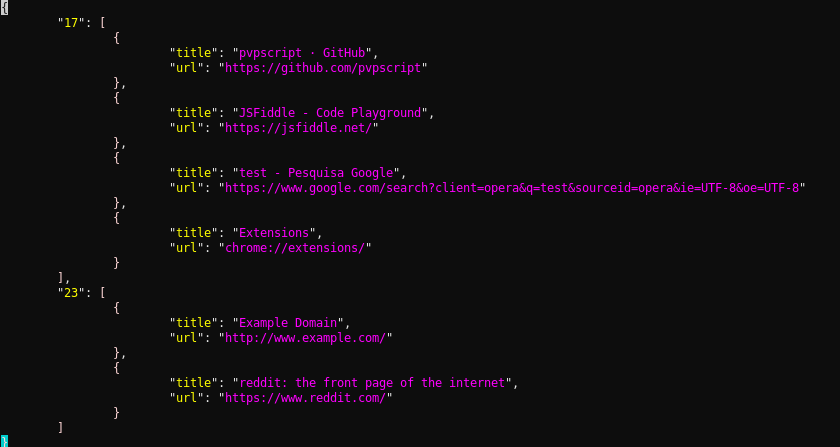 {
	"17": [
		{
			"title": "pvpscript · GitHub",
			"url": "https://github.com/pvpscript"
		},
		{
			"title": "JSFiddle - Code Playground",
			"url": "https://jsfiddle.net/"
		},
		{
			"title": "test - Pesquisa Google",
			"url": "https://www.google.com/search?client=opera&q=test&sourceid=opera&ie=UTF-8&oe=UTF-8"
		},
		{
			"title": "Extensions",
			"url": "chrome://extensions/"
		}
	],
	"23": [
		{
			"title": "Example Domain",
			"url": "http://www.example.com/"
		},
		{
			"title": "reddit: the front page of the internet",
			"url": "https://www.reddit.com/"
		}
	]
}